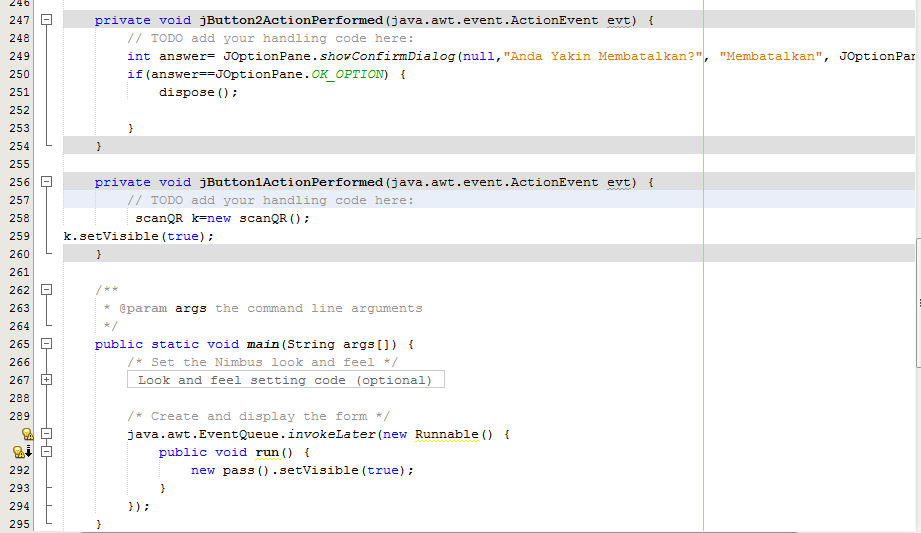 246
247 private void jButton2ActionPerformed(java.awt.event.ActionEvent evt) {
248 // TODO add your handling code here:
249 int answer= JOptionPane.showConfirmDialog(null,"Anda Yakin Membatalkan?", "Membatalkan", JOptionPan
250 if(answer==JOptionPane.OK_OPTION) {
251 dispose();
252
253 }
254 }
255
256 private void jButton1ActionPerformed(java.awt.event.ActionEvent evt) {
257 // TODO add your handling code here:
258 scanQR k=new scanQR();
259 k.setVisible(true);
260 }
261
262 /**
263 * @param args the command line arguments
264 */
265 public static void main(String args[]) {
266 /* Set the Nimbus look and feel */
267 Look and feel setting code (optional)
288
289 /* Create and display the form */
java.awt.EventQueue.invokeLater(new Runnable() {
public void run() {
292 new pass().setVisible(true);
293 }
294 });
295 }